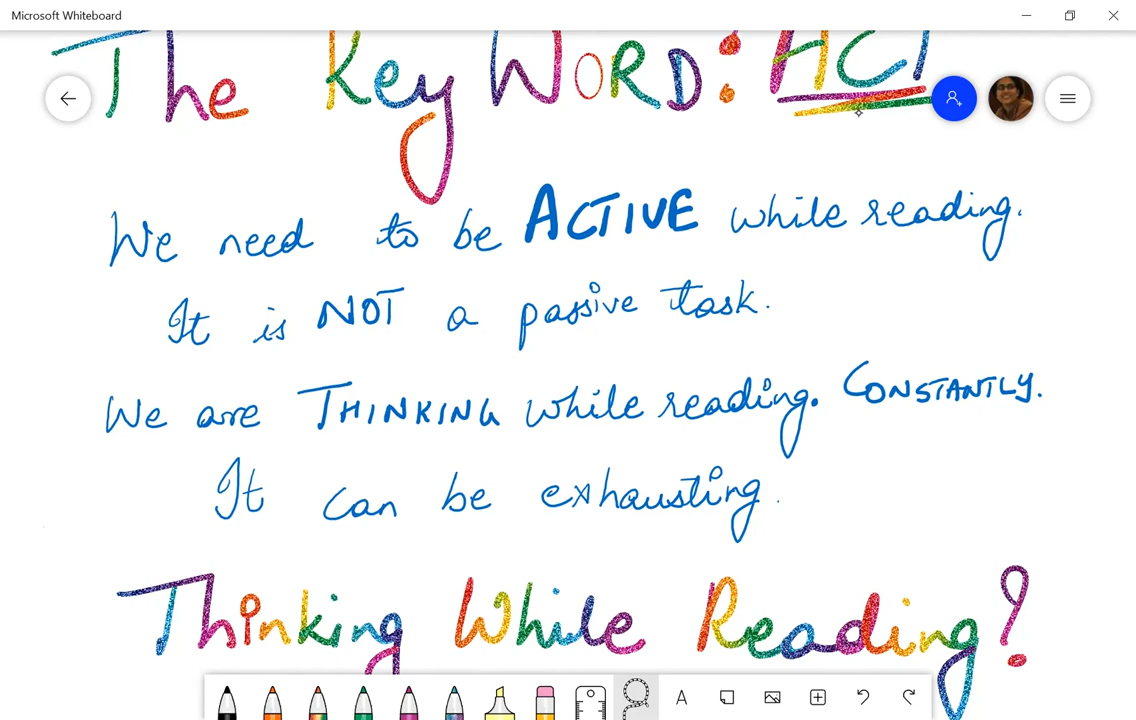 Microsoft Whiteboard
The Key WORD: ACT
We need to be ACTIVE while reading.
It is NOT a passive task.
We are THINKING while reading. CONSTANTLY.
It can be exhausting.
Thinking While Reading?
A